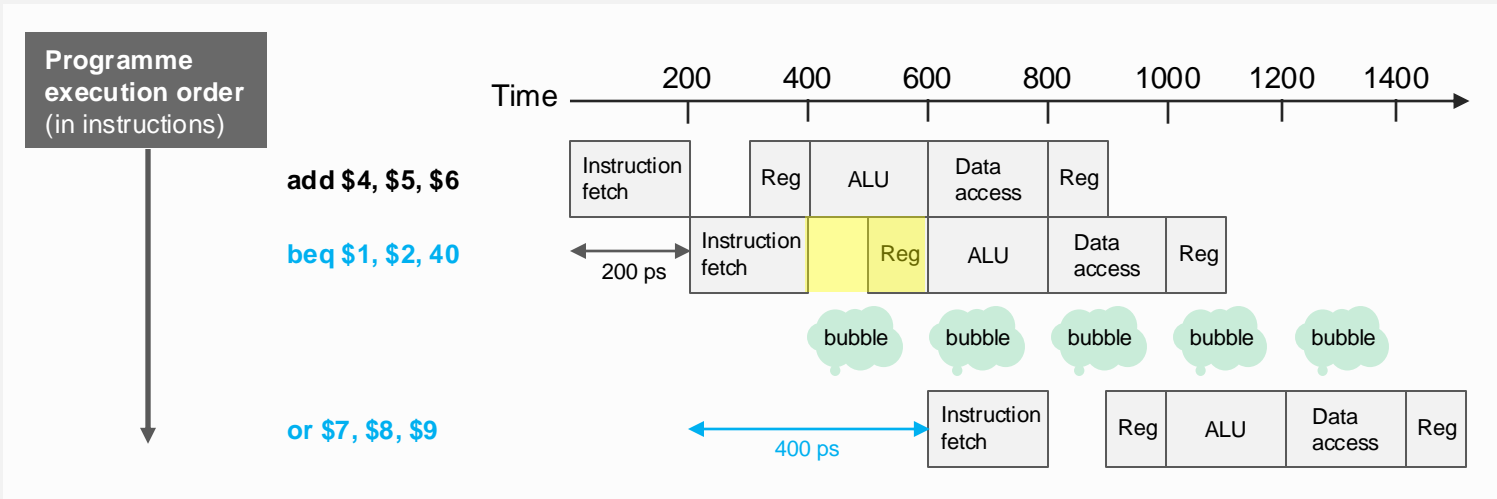 Programme
execution order
(in instructions)
Time
200 400 600 800 1000 1200 1400
add $4, $5, $6
Instruction
fetch
Reg
ALU
Data
access
Reg
beq $1, $2, 40
200 ps
Instruction
fetch
Reg
ALU
Data
access
Reg
bubble bubble bubble bubble bubble
or $7, $8, $9
400 ps
Instruction
fetch
Reg
ALU
Data
access
Reg